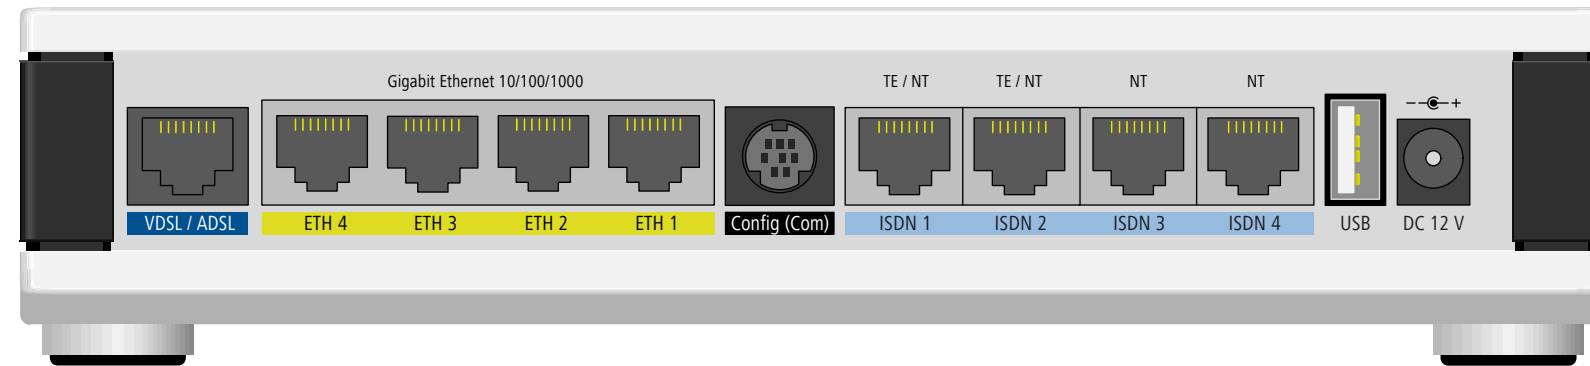 Gigabit Ethernet 10/100/1000
TE / NT
TE / NT
NT
NT
VDSL / ADSL
ETH 4
ETH 3
ETH 2
ETH 1
Config (Com)
ISDN 1
ISDN 2
ISDN 3
ISDN 4
USB
DC 12 V